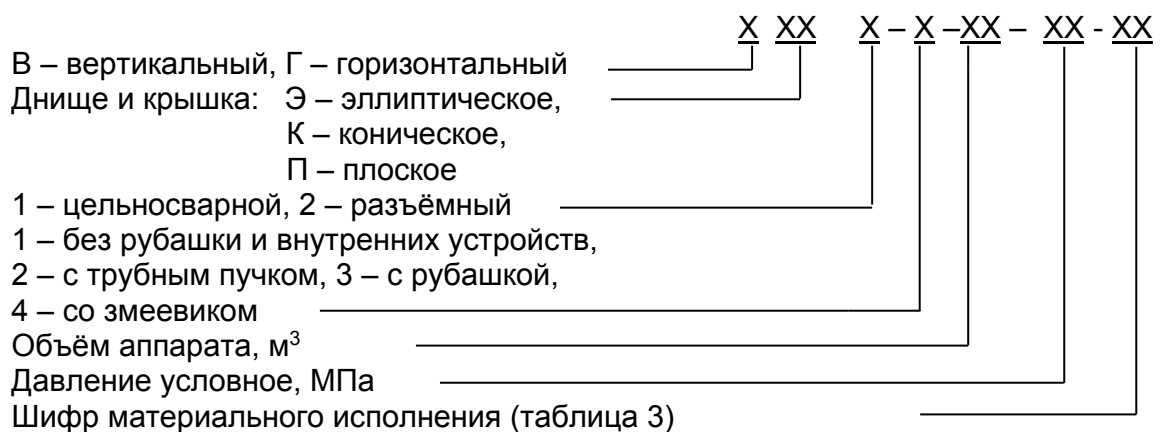 Х ХХ Х – Х –ХХ – ХХ - ХХ
В – вертикальный, Г – горизонтальный
Днище и крышка: Э – эллиптическое,
К – коническое,
П – плоское
1 – цельносварной, 2 – разъёмный
1 – без рубашки и внутренних устройств,
2 – с трубным пучком, 3 – с рубашкой,
4 – со змеевиком
Объём аппарата, м³
Давление условное, МПа
Шифр материального исполнения (таблица 3)